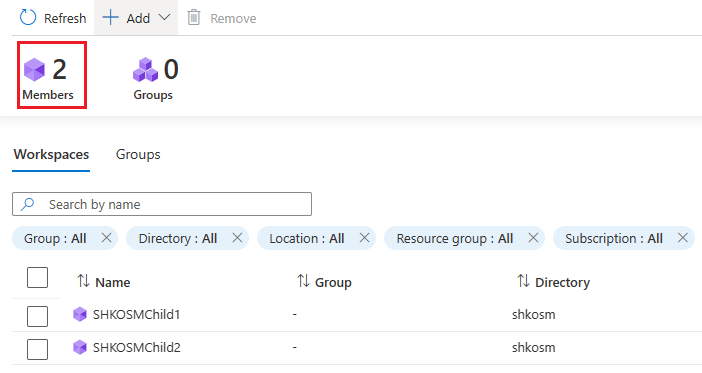 Refresh Add Remove
2 0
Members Groups
Workspaces Groups
Search by name
Group : All Directory : All Location : All Resource group : All Subscription : All
Name Group Directory
SHKOSMChild1 - shkosm
SHKOSMChild2 - shkosm